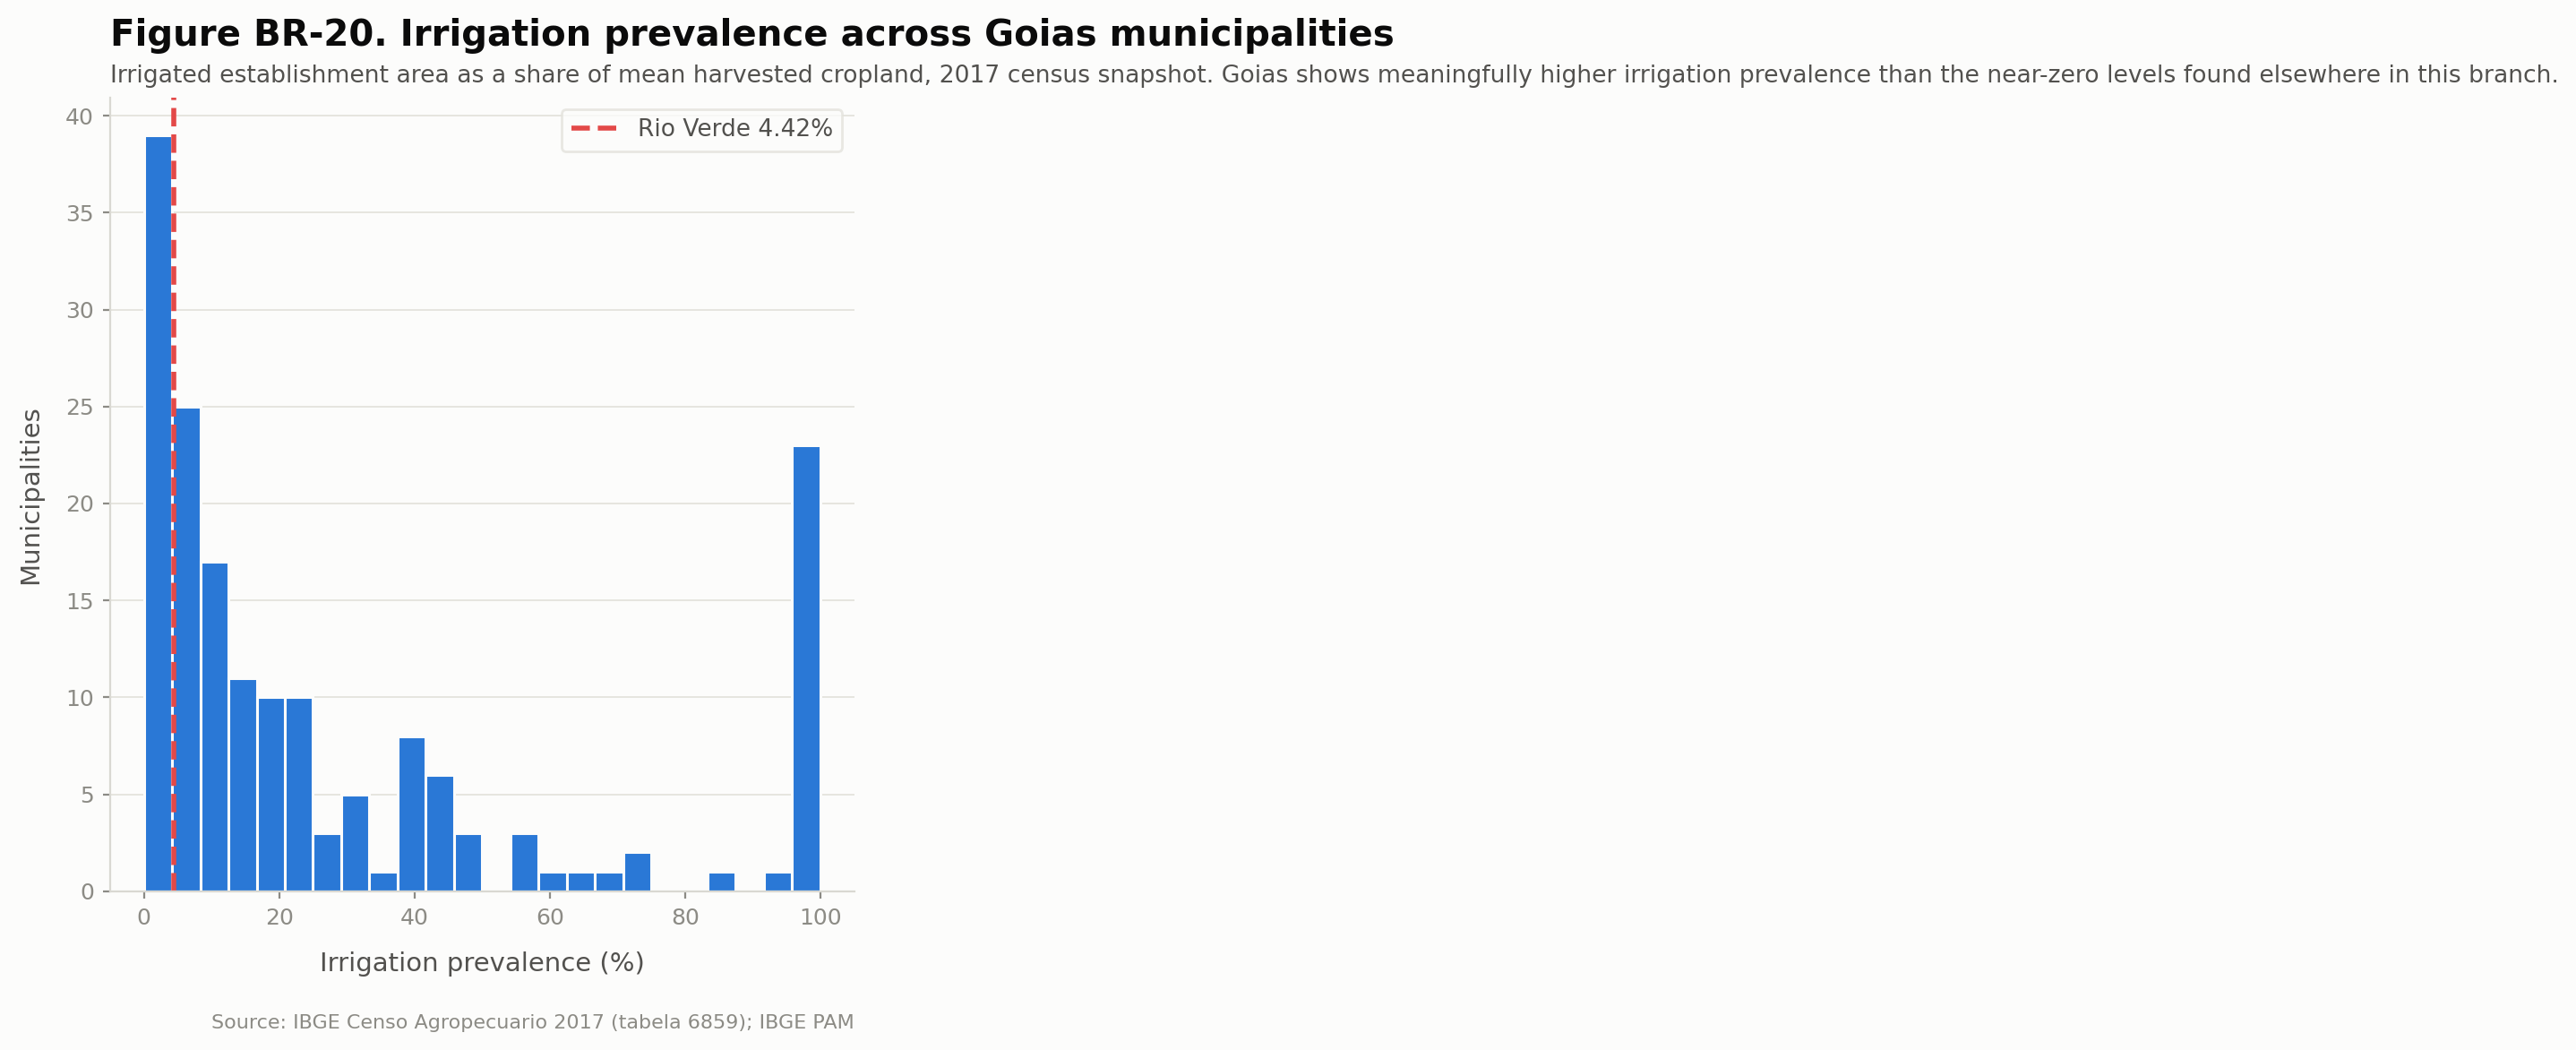 Figure BR-20. Irrigation prevalence across Goias municipalities
Irrigated establishment area as a share of mean harvested cropland, 2017 census snapshot. Goias shows meaningfully higher irrigation prevalence than the near-zero levels found elsewhere in this branch.
Rio Verde 4.42%
Municipalities
40
35
30
25
20
15
10
5
0
0 20 40 60 80 100
Irrigation prevalence (%)
Source: IBGE Censo Agropecuario 2017 (tabela 6859); IBGE PAM